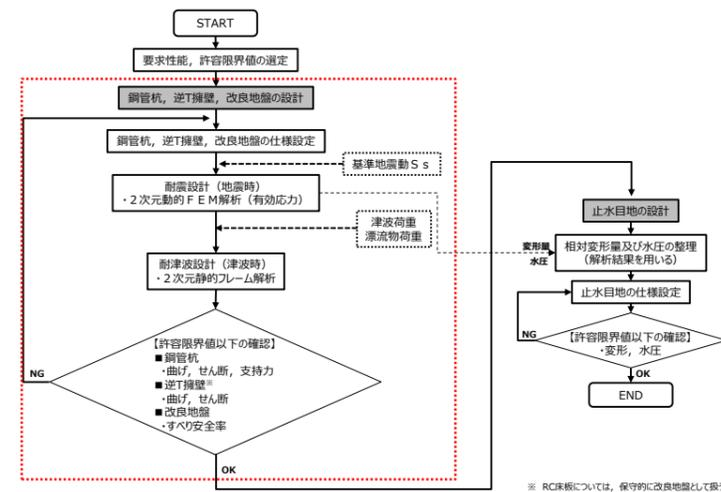 START
要求性能，許容限界値の選定
鋼管杭，逆T擁壁，改良地盤の設計
鋼管杭，逆T擁壁，改良地盤の仕様設定
基準地震動Ｓｓ
耐震設計（地震時）
・２次元動的ＦＥＭ解析（有効応力）
津波荷重
漂流物荷重
耐津波設計（津波時）
・２次元静的フレーム解析
【許容限界値以下の確認】
■鋼管杭
・曲げ，せん断，支持力
■逆T擁壁※
・曲げ，せん断
■改良地盤
・すべり安全率
NG
OK
止水目地の設計
変形量
水圧
相対変形量及び水圧の整理
（解析結果を用いる）
止水目地の仕様設定
【許容限界値以下の確認】
・変形，水圧
NG
OK
END
※　RC床板については，保守的に改良地盤として扱